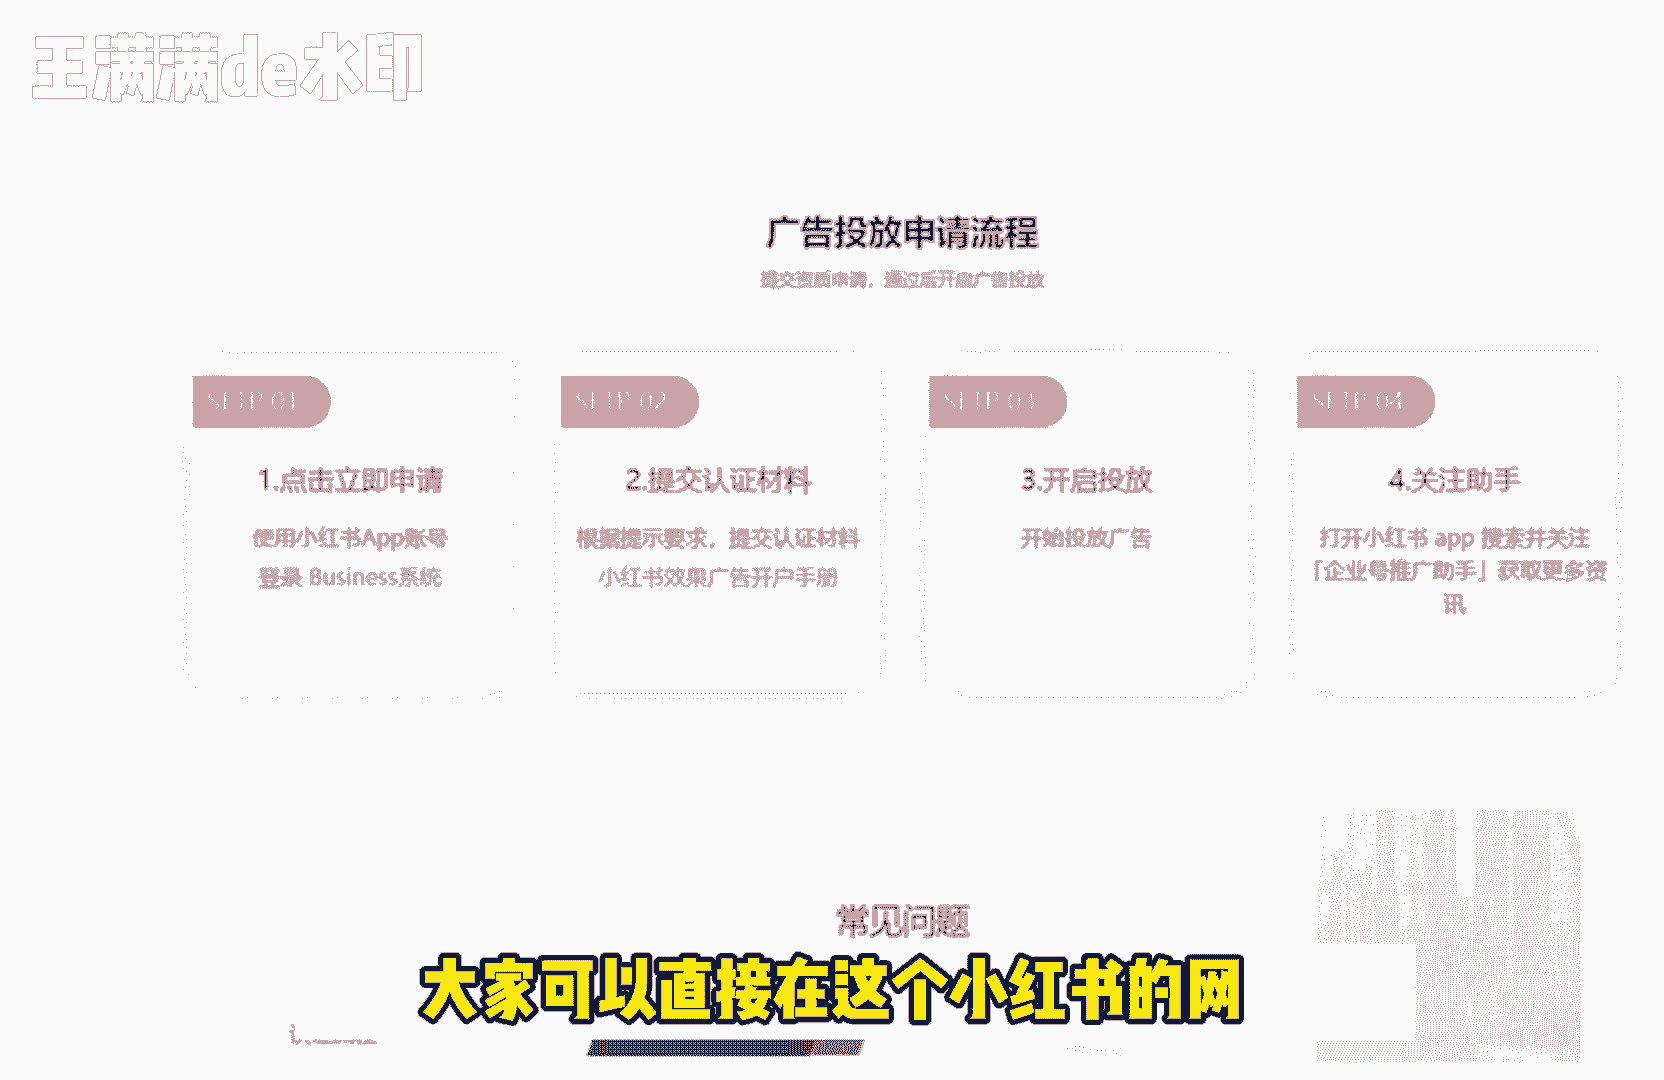 王满满de水印
广告投放申请流程
提交资质申请，通过后开启广告投放
SETP 01
SETP 02
SETP 03
SETP 04
1.点击立即申请
2.提交认证材料
3.开启投放
4.关注助手
使用小红书App账号
登录 Business系统
根据提示要求，提交认证材料
小红书效果广告开户手册
开始投放广告
打开小红书 app 搜索并关注
「企业号推广助手」获取更多资
讯
常见问题
大家可以直接在这个小红书的网